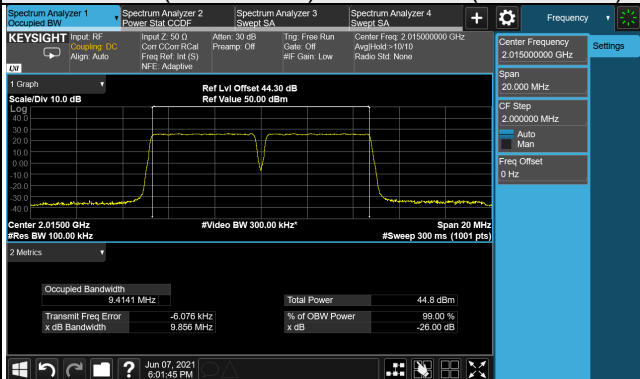 Spectrum Analyzer 1
Occupied BW
Spectrum Analyzer 2
Power Stat CCDF
Spectrum Analyzer 3
Swept SA
Spectrum Analyzer 4
Swept SA
+
Frequency
KEYSIGHT
LXI
Input: RF
Coupling: DC
Align: Auto
Input Z: 50 Ω
Corr CCorr RCal
Freq Ref: Int (S)
NFE: Adaptive
Atten: 30 dB
Preamp: Off
Trig: Free Run
Gate: Off
#IF Gain: Low
Center Freq: 2.015000000 GHz
Avg|Hold:>10/10
Radio Std: None
Center Frequency
2.015000000 GHz
Settings
Span
20.000 MHz
CF Step
2.000000 MHz
Auto
Man
Freq Offset
0 Hz
1 Graph
Scale/Div 10.0 dB
Ref Lvl Offset 44.30 dB
Ref Value 50.00 dBm
Log
40.0
30.0
20.0
10.0
0.00
-10.0
-20.0
-30.0
-40.0
Center 2.01500 GHz
#Res BW 100.00 kHz
#Video BW 300.00 kHz*
Span 20 MHz
#Sweep 300 ms (1001 pts)
2 Metrics
Occupied Bandwidth
9.4141 MHz
Total Power 44.8 dBm
Transmit Freq Error -6.076 kHz
% of OBW Power 99.00 %
x dB Bandwidth 9.856 MHz
x dB -26.00 dB
?
Jun 07, 2021
6:01:45 PM